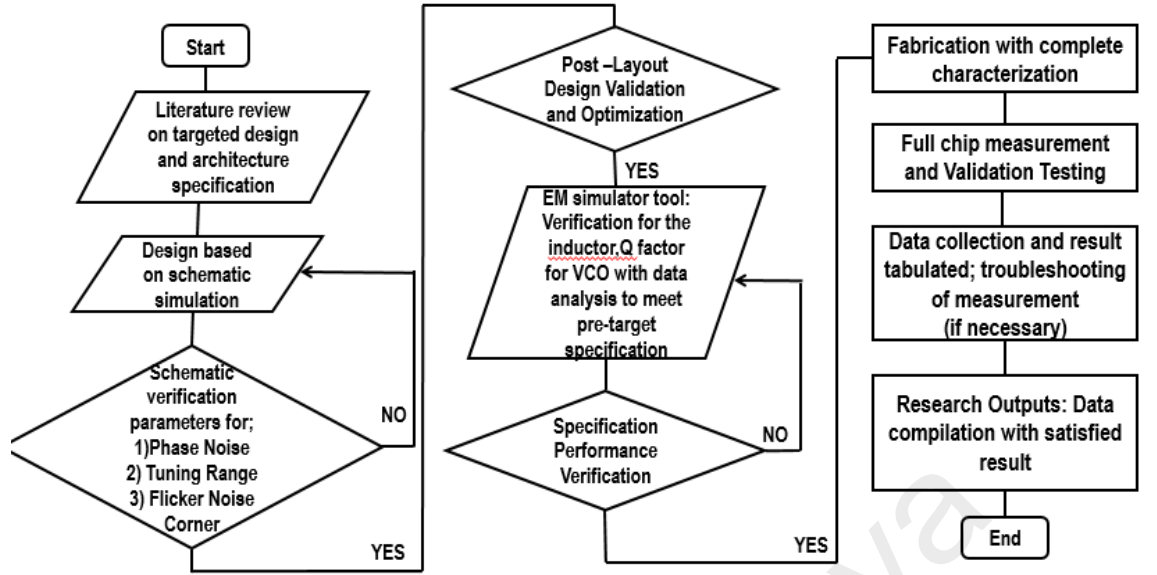 Start
Literature review
on targeted design
and architecture
specification
Design based
on schematic
simulation
Schematic
verification
parameters for;
1)Phase Noise
2) Tuning Range
3) Flicker Noise
Corner
NO
YES
Post –Layout
Design Validation
and Optimization
YES
EM simulator tool:
Verification for the
inductor,Q factor
for VCO with data
analysis to meet
pre-target
specification
Specification
Performance
Verification
NO
YES
Fabrication with complete
characterization
Full chip measurement
and Validation Testing
Data collection and result
tabulated; troubleshooting
of measurement
(if necessary)
Research Outputs: Data
compilation with satisfied
result
End